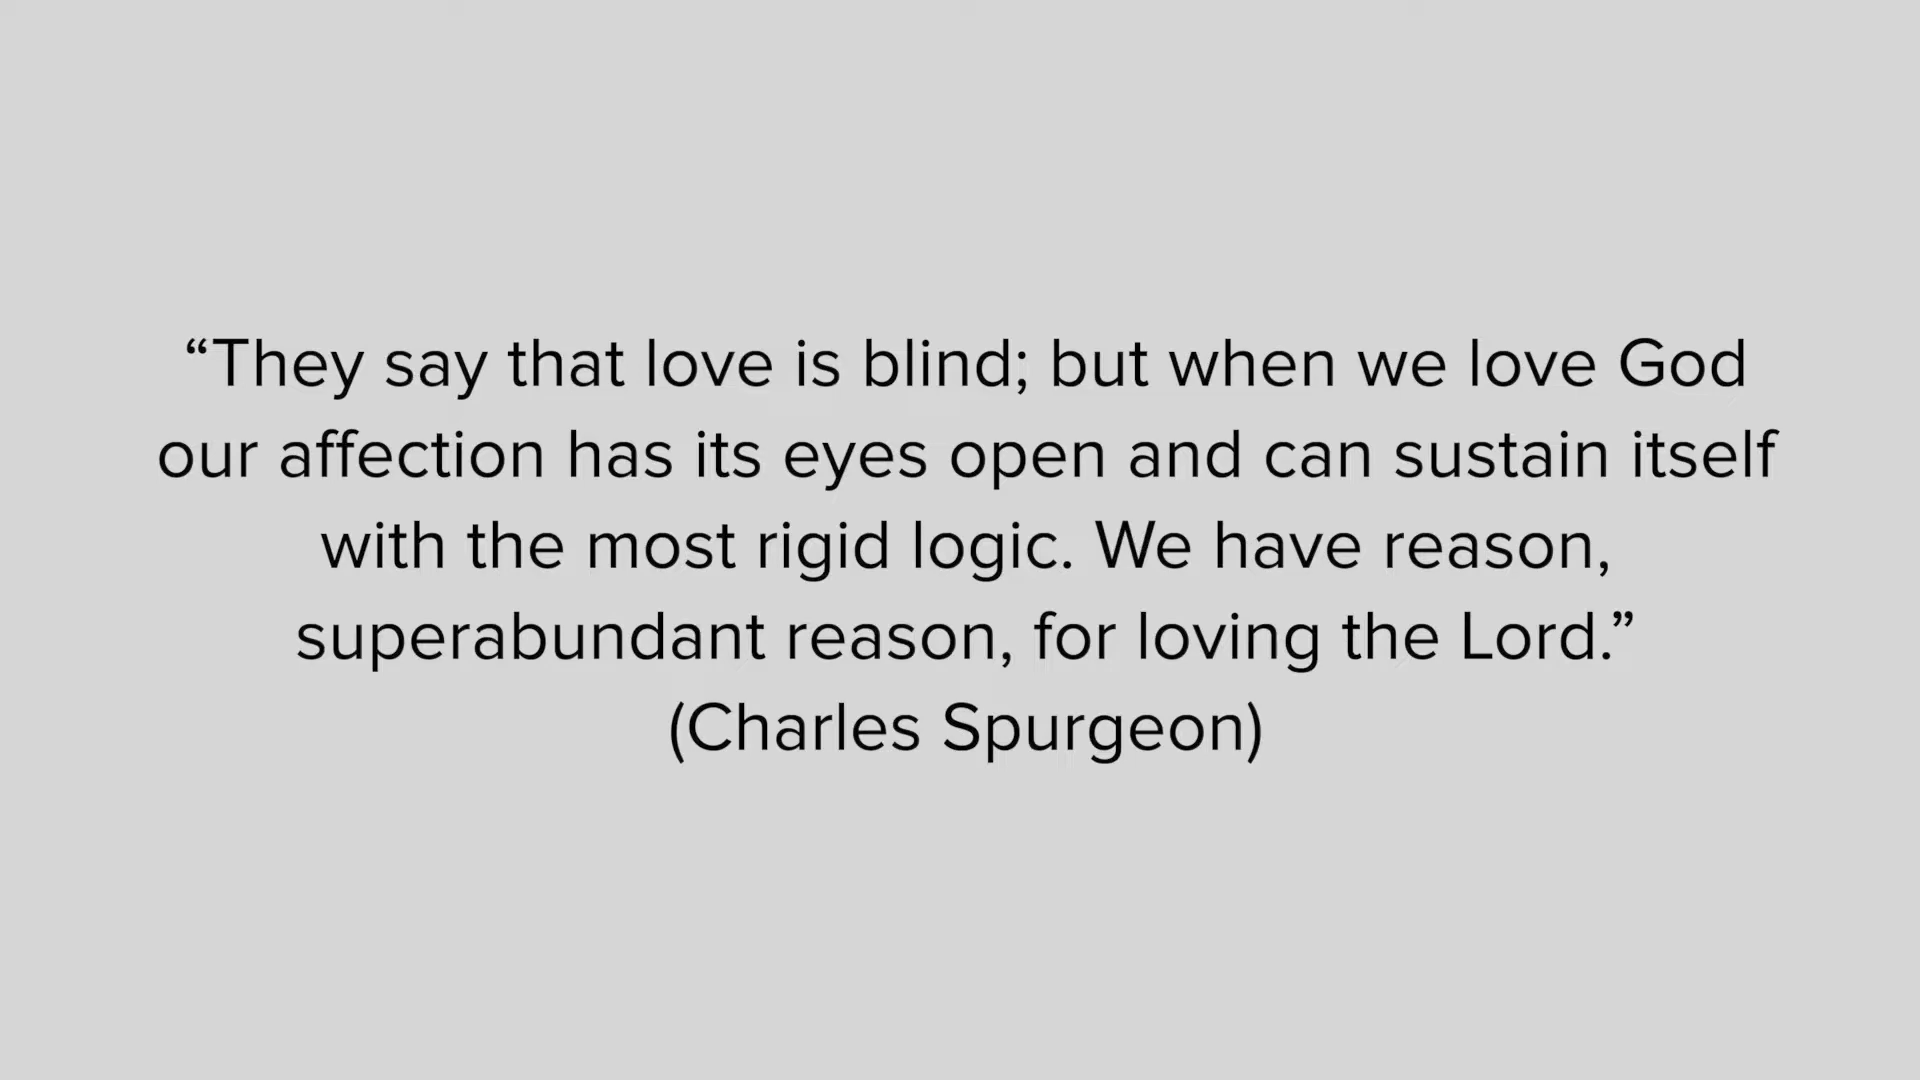 “They say that love is blind; but when we love God
our affection has its eyes open and can sustain itself
with the most rigid logic. We have reason,
superabundant reason, for loving the Lord.”
(Charles Spurgeon)